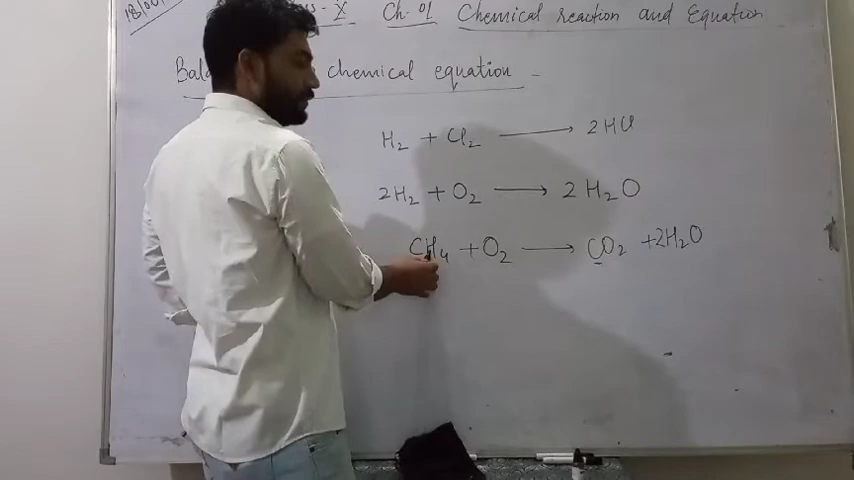 X Ch-01 Chemical reaction and Equation
chemical equation -
H2 + Cl2 → 2HCl
2H2 + O2 → 2H2O
CH4 + O2 → CO2 + 2H2O